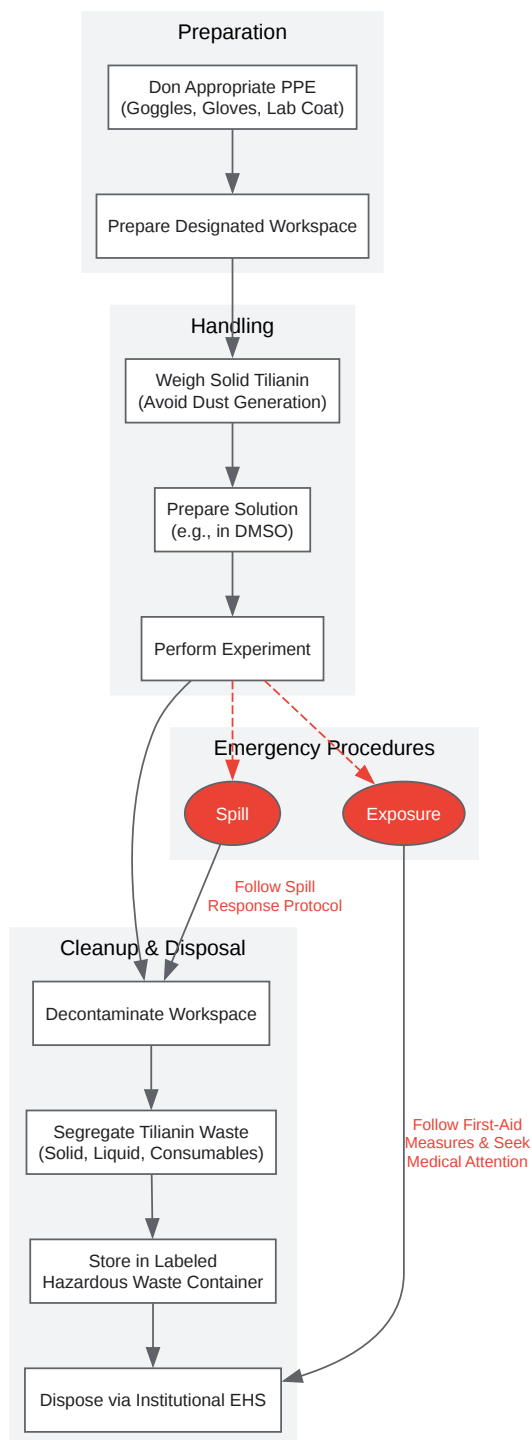 Preparation
Don Appropriate PPE
(Goggles, Gloves, Lab Coat)
Prepare Designated Workspace
Handling
Weigh Solid Tilianin
(Avoid Dust Generation)
Prepare Solution
(e.g., in DMSO)
Perform Experiment
Emergency Procedures
Spill
Exposure
Follow Spill
Response Protocol
Cleanup & Disposal
Decontaminate Workspace
Segregate Tilianin Waste
(Solid, Liquid, Consumables)
Follow First-Aid
Measures & Seek
Medical Attention
Store in Labeled
Hazardous Waste Container
Dispose via Institutional EHS